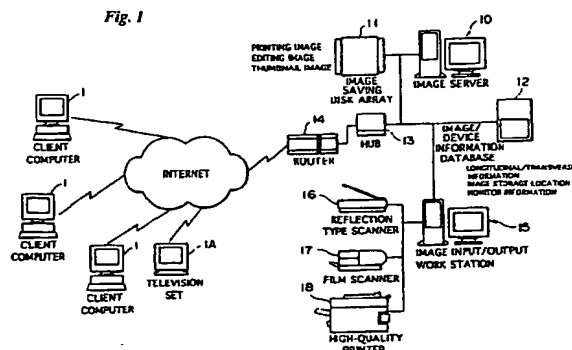 Fig. 1
11
10
PRINTING IMAGE
EDITING IMAGE
THUMBNAIL IMAGE
IMAGE
SAVING
DISK ARRAY
IMAGE SERVER
12
1
CLIENT
COMPUTER
14
ROUTER
HUB
13
IMAGE/
DEVICE
INFORMATION
DATABASE
LONGITUDINAL/TRANSVERSE
INFORMATION
IMAGE STORAGE LOCATION
MONITOR INFORMATION
INTERNET
1
CLIENT
COMPUTER
16
REFLECTION
TYPE SCANNER
15
IMAGE INPUT/OUTPUT
WORK STATION
1
CLIENT
COMPUTER
1A
TELEVISION
SET
17
FILM SCANNER
18
HIGH-QUALITY
PRINTER